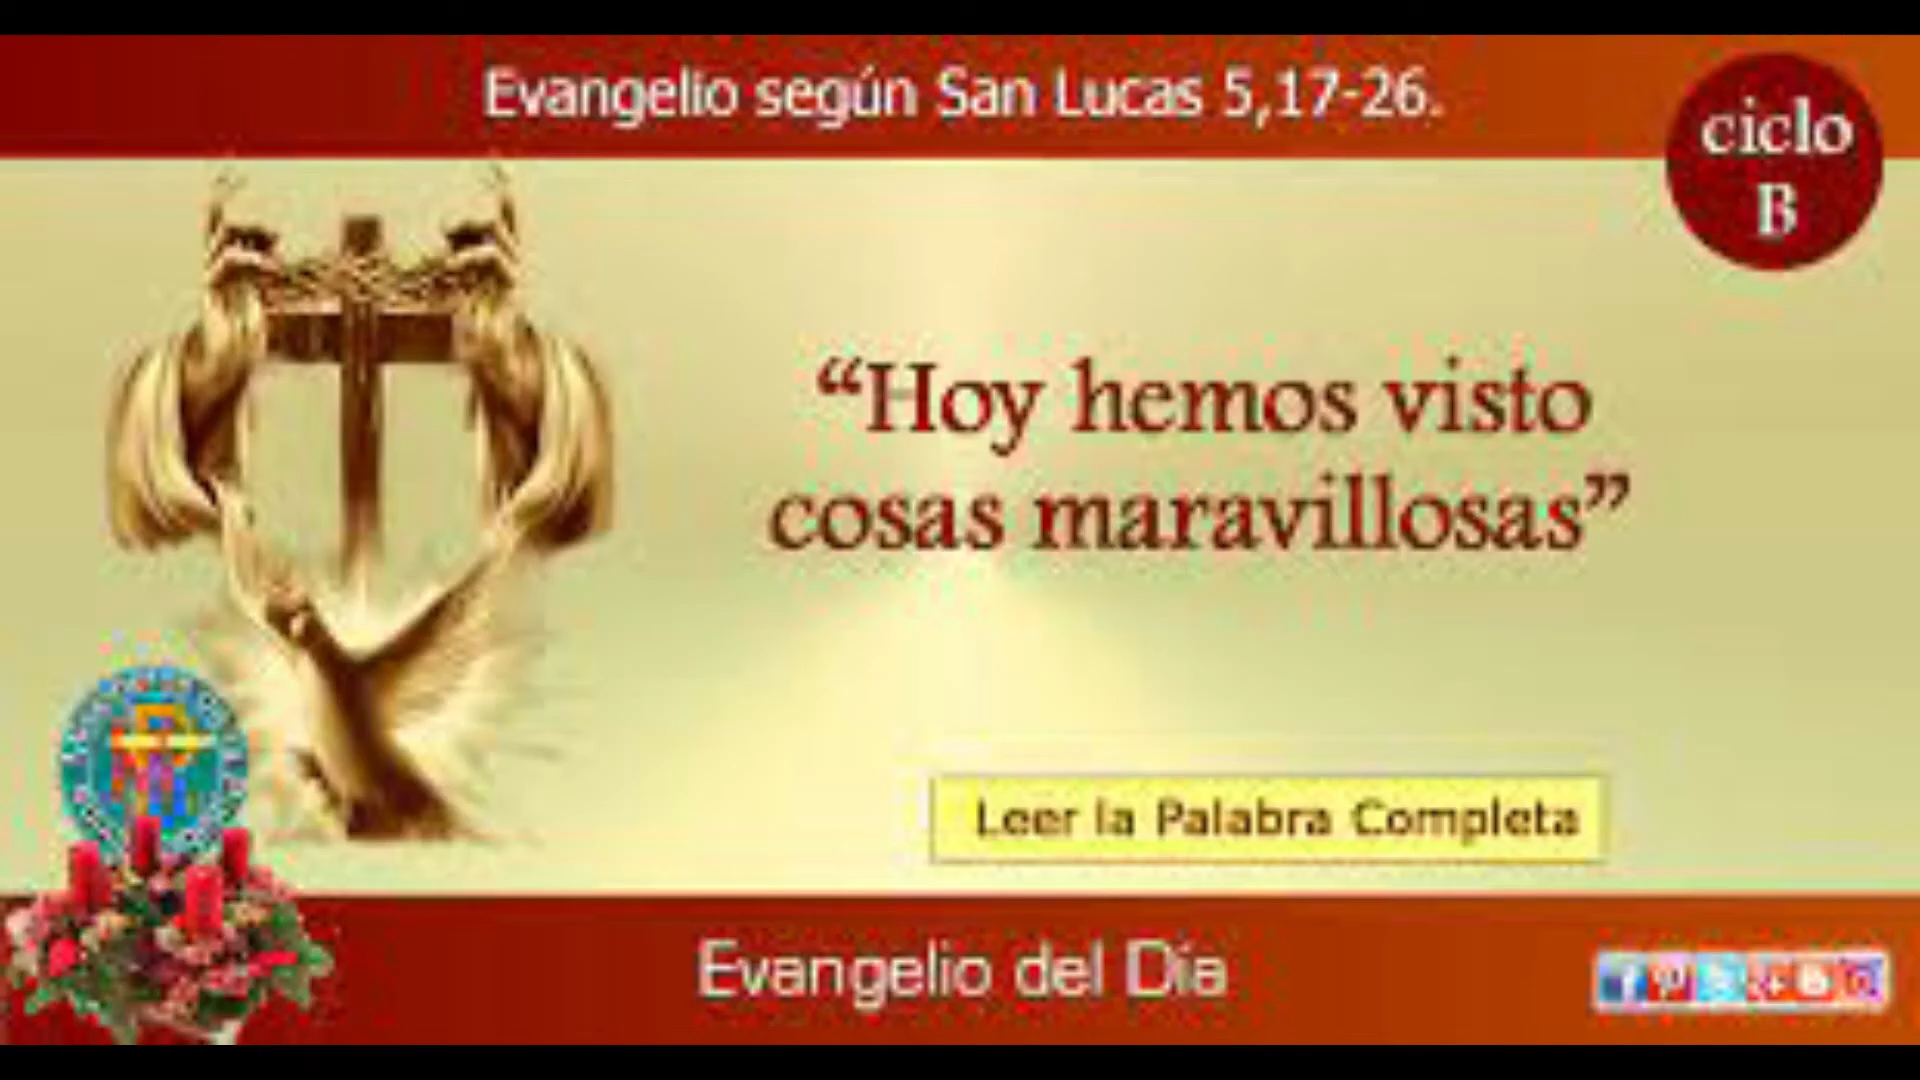 Evangelio según San Lucas 5,17-26.
ciclo
B
“Hoy hemos visto
cosas maravillosas”
Leer la Palabra Completa
Evangelio del Día